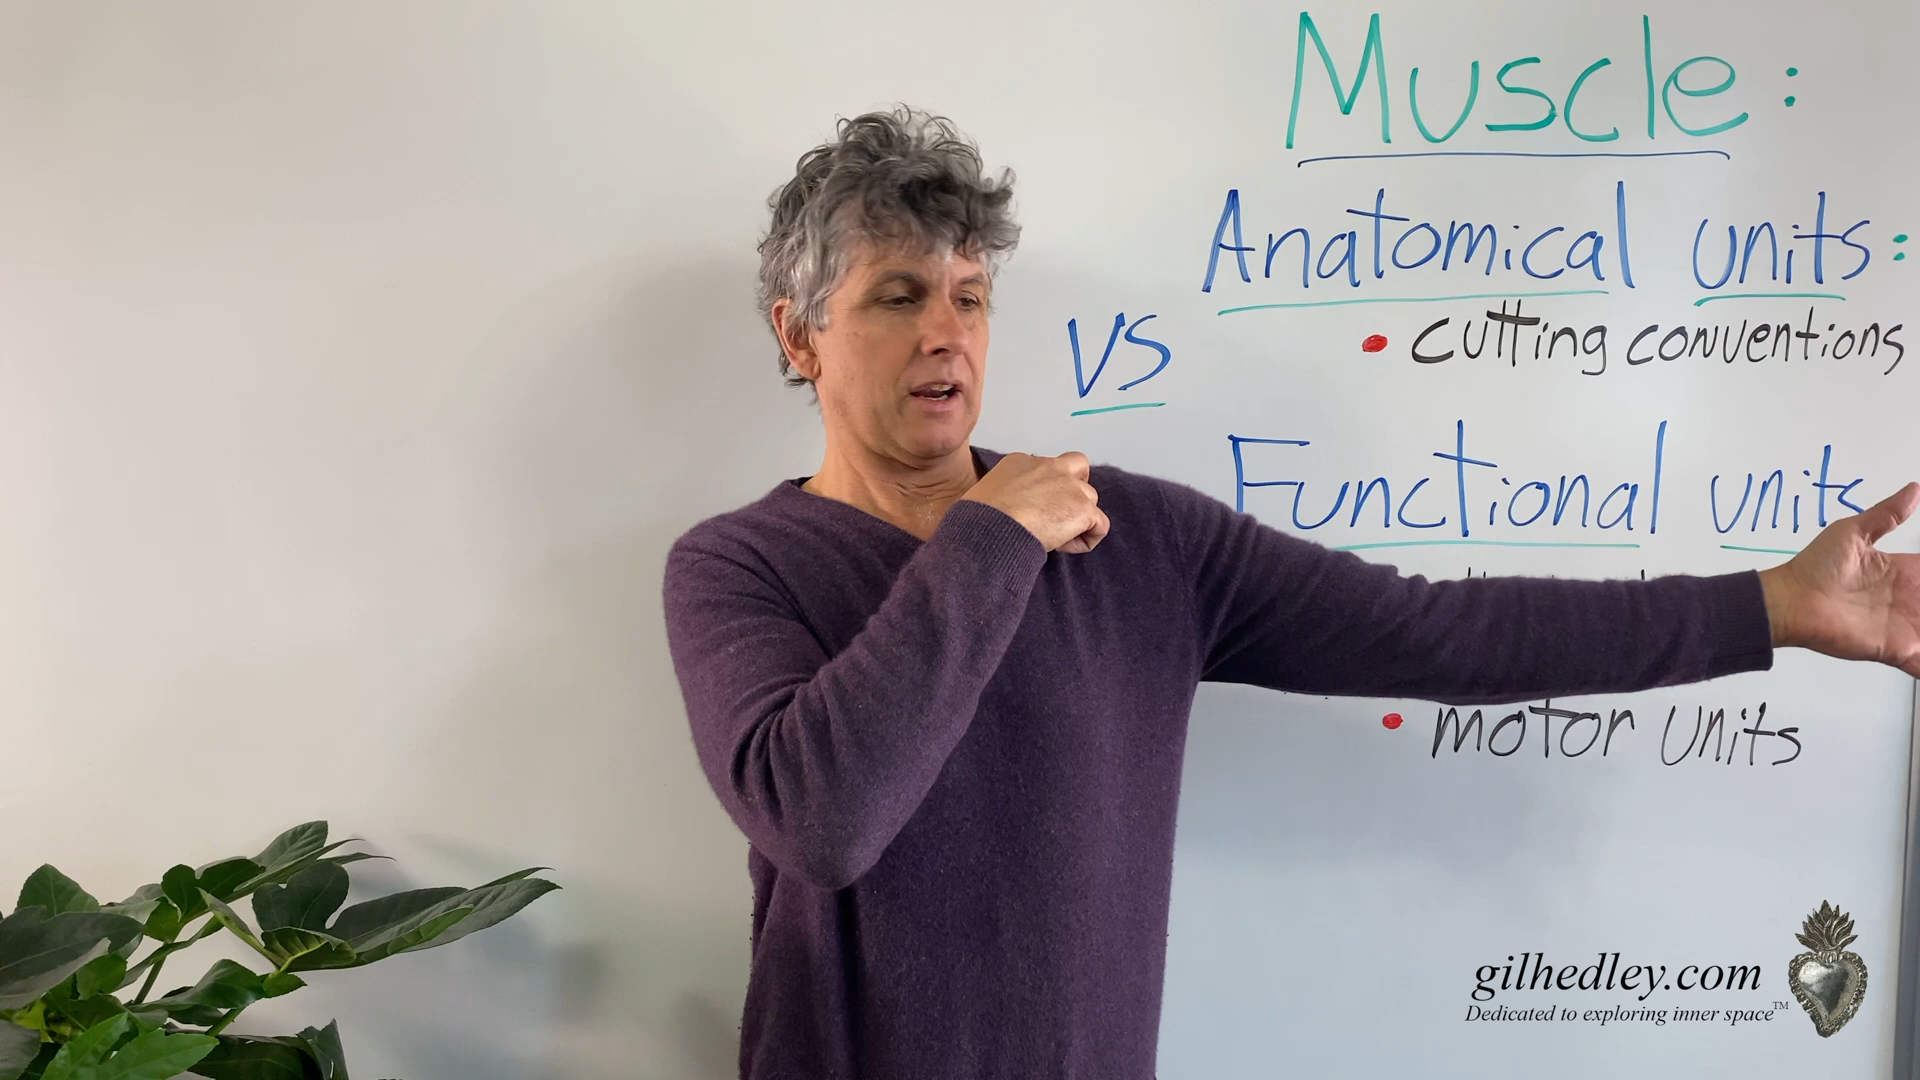 Muscle:
Anatomical units:
• cutting conventions
vs
Functional units
• motor units
gilhedley.com
Dedicated to exploring inner space™